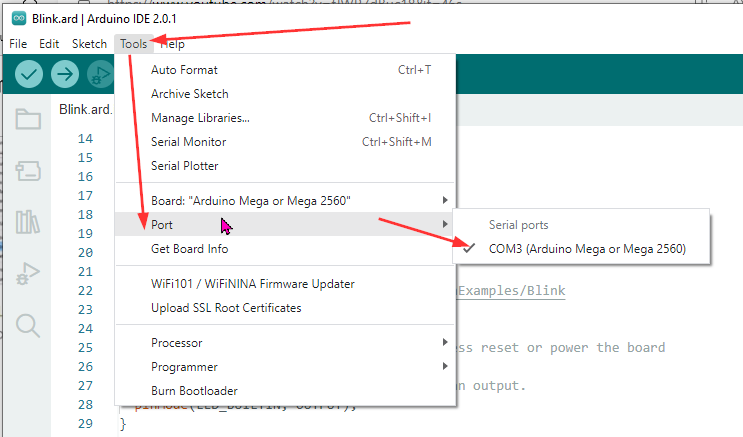 Blink.ard | Arduino IDE 2.0.1
File Edit Sketch Tools Help
Auto Format Ctrl+T
Archive Sketch
Manage Libraries... Ctrl+Shift+I
Serial Monitor Ctrl+Shift+M
Serial Plotter
Board: "Arduino Mega or Mega 2560"
Port
Get Board Info
WiFi101 / WiFiNINA Firmware Updater
Upload SSL Root Certificates
Processor
Programmer
Burn Bootloader
Serial ports
COM3 (Arduino Mega or Mega 2560)
Blink.ard.
14
15
16
17
18
19
20
21
22 Examples/Blink
23
24
25 reset or power the board
26
27 output.
28
29 }